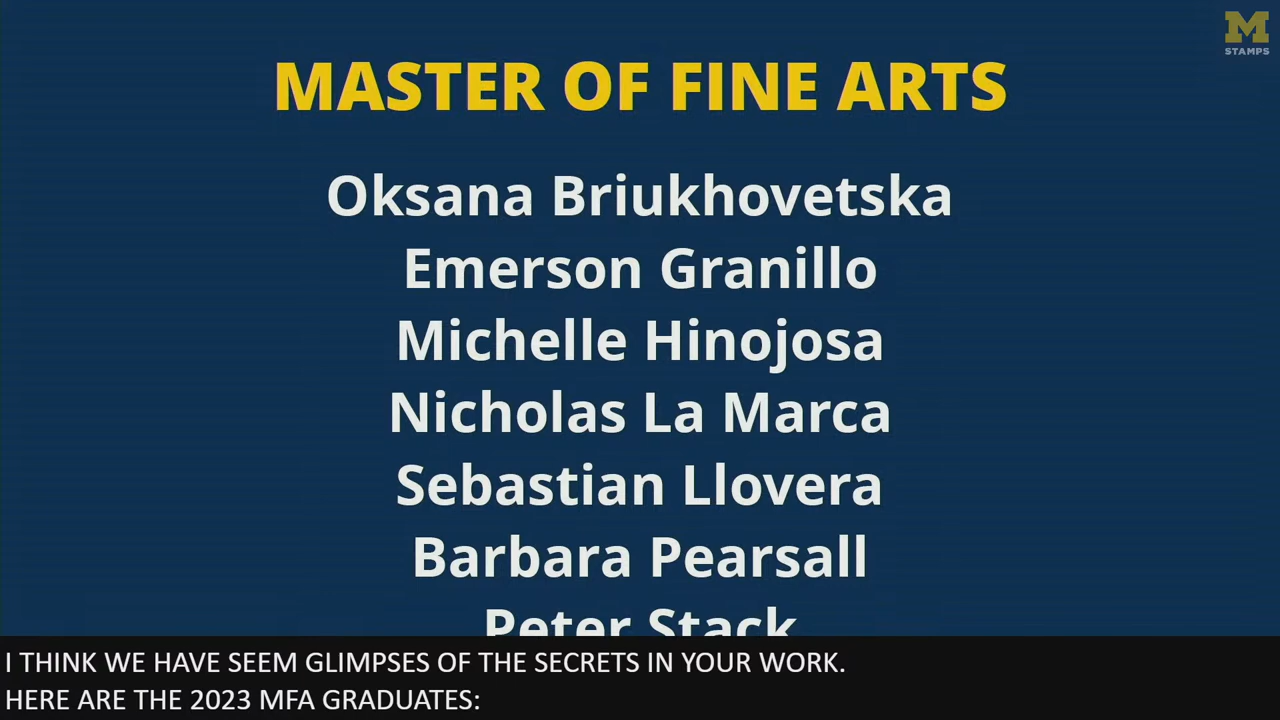 M
STAMPS
MASTER OF FINE ARTS
Oksana Briukhovetska
Emerson Granillo
Michelle Hinojosa
Nicholas La Marca
Sebastian Llovera
Barbara Pearsall
Peter Stack
I THINK WE HAVE SEEM GLIMPSES OF THE SECRETS IN YOUR WORK.
HERE ARE THE 2023 MFA GRADUATES: